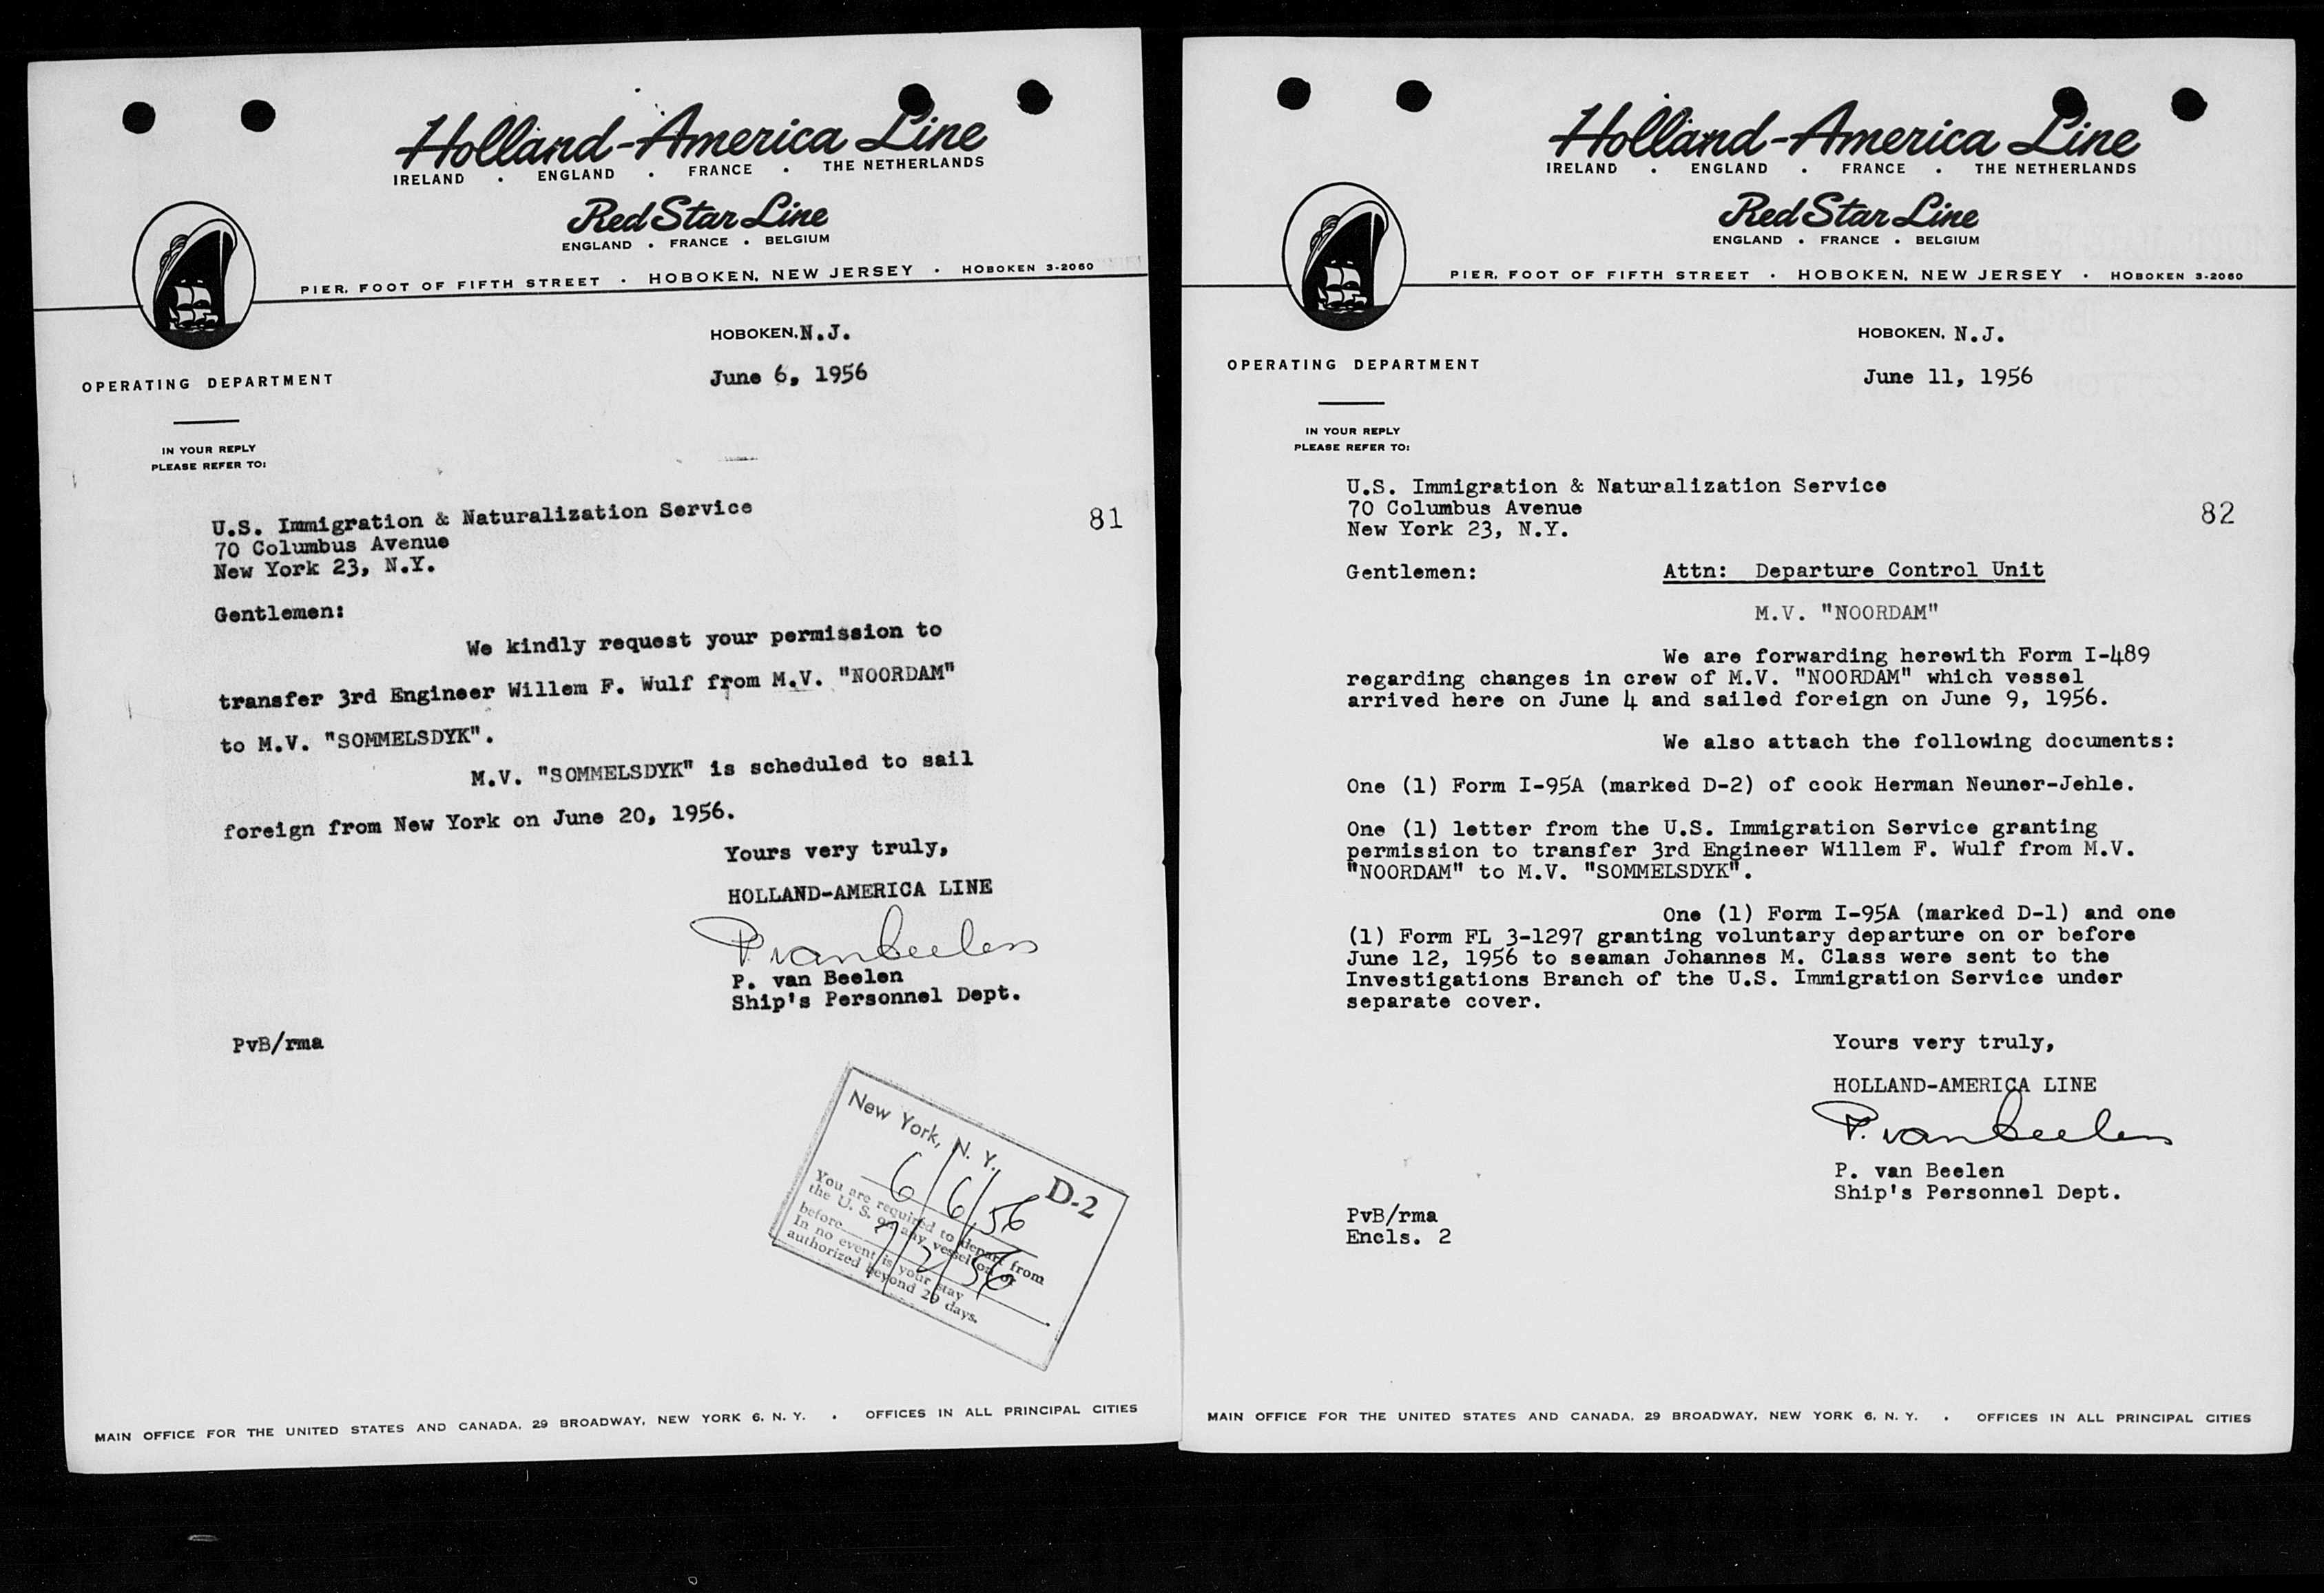 Holland-America Line
IRELAND • ENGLAND • FRANCE • THE NETHERLANDS
Red Star Line
ENGLAND • FRANCE • BELGIUM
PIER, FOOT OF FIFTH STREET • HOBOKEN, NEW JERSEY • HOBOKEN 3-2060
HOBOKEN, N.J.
OPERATING DEPARTMENT
June 6, 1956
IN YOUR REPLY
PLEASE REFER TO:
U.S. Immigration & Naturalization Service
81
70 Columbus Avenue
New York 23, N.Y.
Gentlemen:
We kindly request your permission to
transfer 3rd Engineer Willem F. Wulf from M.V. "NOORDAM"
to M.V. "SOMMELSDYK".
M.V. "SOMMELSDYK" is scheduled to sail
foreign from New York on June 20, 1956.
Yours very truly,
HOLLAND-AMERICA LINE
P. van Beelen
P. van Beelen
Ship's Personnel Dept.
PvB/rma
New York, N. Y.
D-2
6/6/56
You are required to depart from
the U. S. on any vessel on or
before 7/2/56
In no event is your stay
authorized beyond 29 days.
MAIN OFFICE FOR THE UNITED STATES AND CANADA, 29 BROADWAY, NEW YORK 6, N. Y. • OFFICES IN ALL PRINCIPAL CITIES
Holland-America Line
IRELAND • ENGLAND • FRANCE • THE NETHERLANDS
Red Star Line
ENGLAND • FRANCE • BELGIUM
PIER, FOOT OF FIFTH STREET • HOBOKEN, NEW JERSEY • HOBOKEN 3-2060
HOBOKEN, N.J.
OPERATING DEPARTMENT
June 11, 1956
IN YOUR REPLY
PLEASE REFER TO:
U.S. Immigration & Naturalization Service
70 Columbus Avenue
82
New York 23, N.Y.
Gentlemen: Attn: Departure Control Unit
M.V. "NOORDAM"
We are forwarding herewith Form I-489
regarding changes in crew of M.V. "NOORDAM" which vessel
arrived here on June 4 and sailed foreign on June 9, 1956.
We also attach the following documents:
One (1) Form I-95A (marked D-2) of cook Herman Neuner-Jehle.
One (1) letter from the U.S. Immigration Service granting
permission to transfer 3rd Engineer Willem F. Wulf from M.V.
"NOORDAM" to M.V. "SOMMELSDYK".
One (1) Form I-95A (marked D-1) and one
(1) Form FL 3-1297 granting voluntary departure on or before
June 12, 1956 to seaman Johannes M. Class were sent to the
Investigations Branch of the U.S. Immigration Service under
separate cover.
Yours very truly,
HOLLAND-AMERICA LINE
P. van Beelen
P. van Beelen
Ship's Personnel Dept.
PvB/rma
Encls. 2
MAIN OFFICE FOR THE UNITED STATES AND CANADA, 29 BROADWAY, NEW YORK 6, N. Y. • OFFICES IN ALL PRINCIPAL CITIES